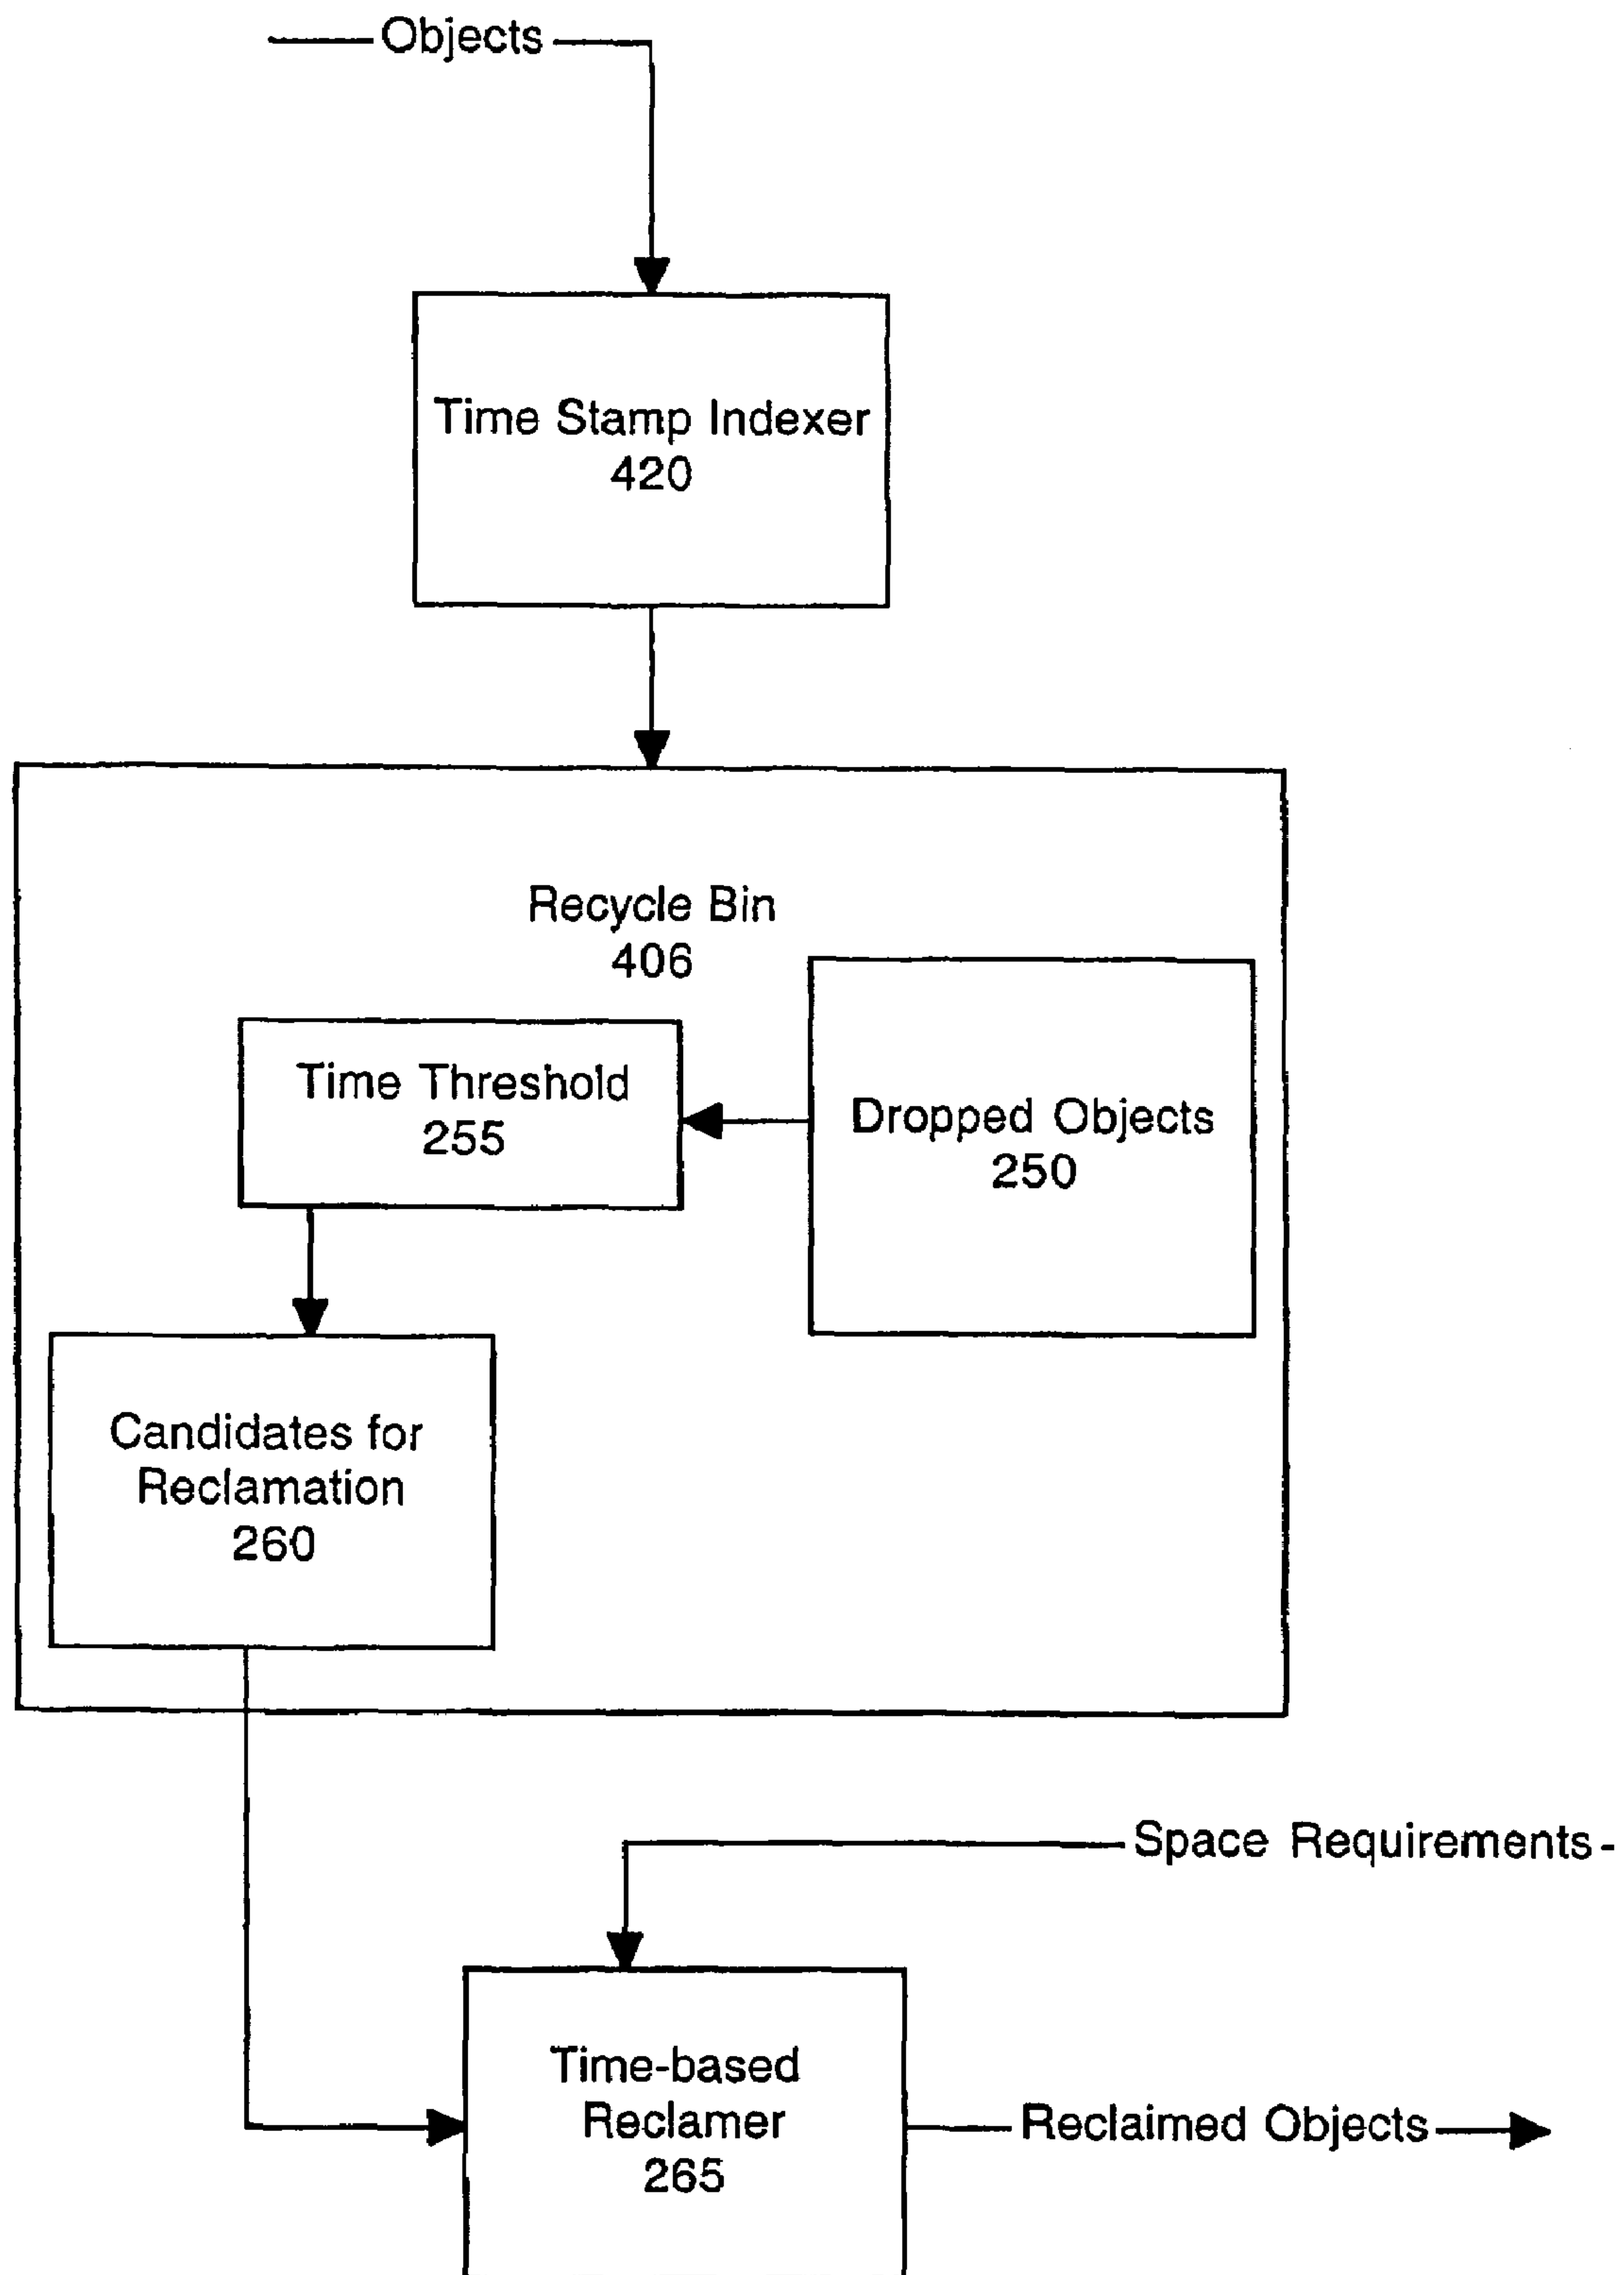 Objects
Time Stamp Indexer
420
Recycle Bin
406
Time Threshold
255
Dropped Objects
250
Candidates for
Reclamation
260
Space Requirements
Time-based
Reclamer
265
Reclaimed Objects